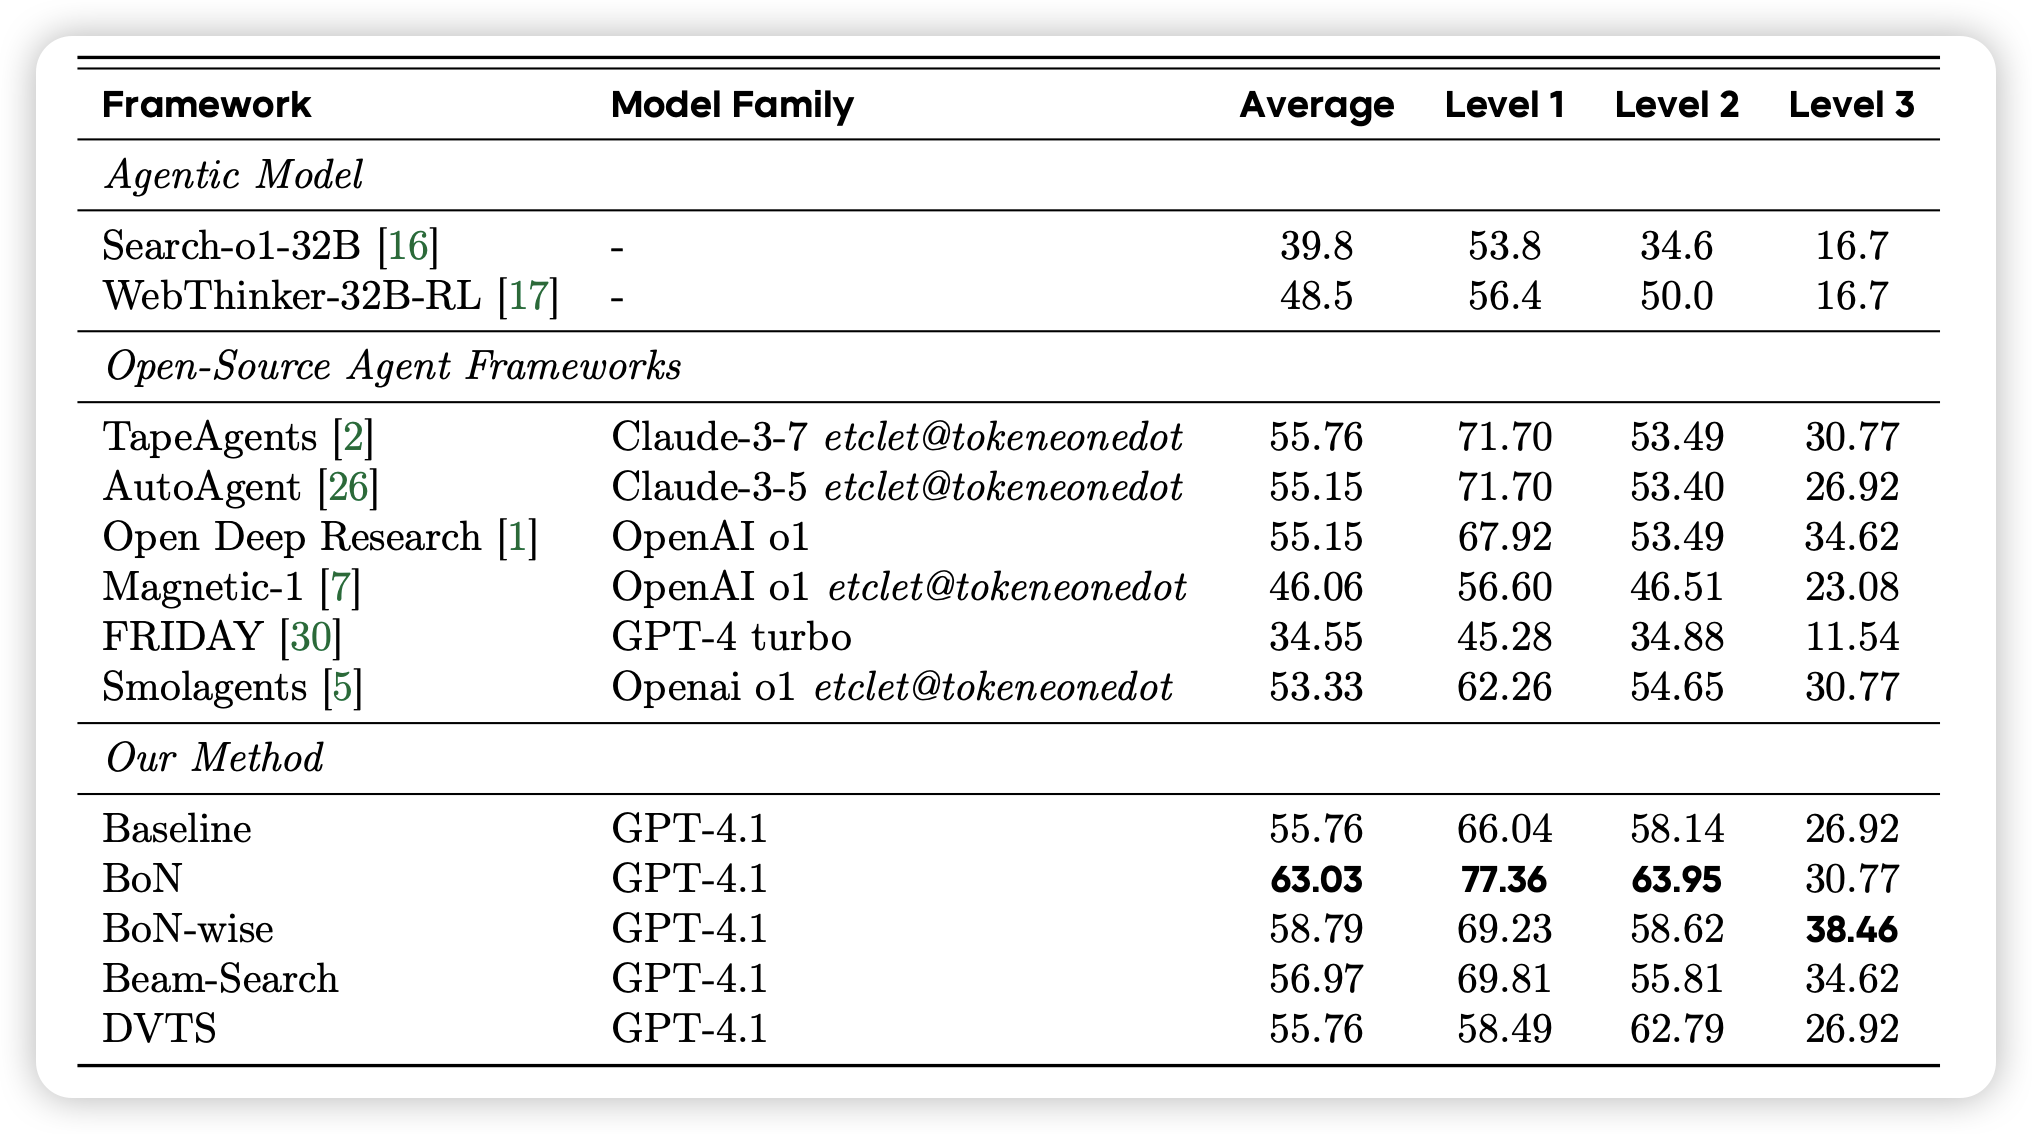 Framework Model Family Average Level 1 Level 2 Level 3
Agentic Model
Search-o1-32B [16] - 39.8 53.8 34.6 16.7
WebThinker-32B-RL [17] - 48.5 56.4 50.0 16.7
Open-Source Agent Frameworks
TapeAgents [2] Claude-3-7 etclet@tokeneonedot 55.76 71.70 53.49 30.77
AutoAgent [26] Claude-3-5 etclet@tokeneonedot 55.15 71.70 53.40 26.92
Open Deep Research [1] OpenAI o1 55.15 67.92 53.49 34.62
Magnetic-1 [7] OpenAI o1 etclet@tokeneonedot 46.06 56.60 46.51 23.08
FRIDAY [30] GPT-4 turbo 34.55 45.28 34.88 11.54
Smolagents [5] Openai o1 etclet@tokeneonedot 53.33 62.26 54.65 30.77
Our Method
Baseline GPT-4.1 55.76 66.04 58.14 26.92
BoN GPT-4.1 63.03 77.36 63.95 30.77
BoN-wise GPT-4.1 58.79 69.23 58.62 38.46
Beam-Search GPT-4.1 56.97 69.81 55.81 34.62
DVTS GPT-4.1 55.76 58.49 62.79 26.92